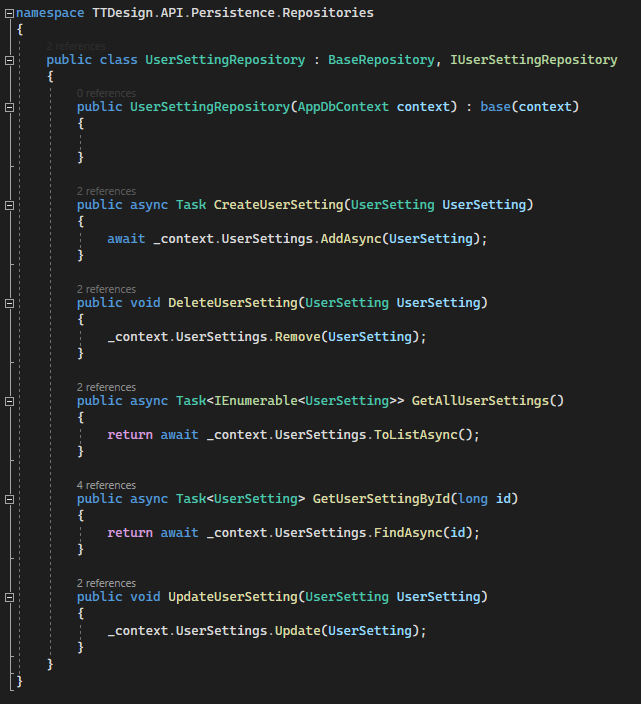 namespace TTDesign.API.Persistence.Repositories
{
2 references
public class UserSettingRepository : BaseRepository, IUserSettingRepository
{
0 references
public UserSettingRepository(AppDbContext context) : base(context)
{
}
2 references
public async Task CreateUserSetting(UserSetting UserSetting)
{
await _context.UserSettings.AddAsync(UserSetting);
}
2 references
public void DeleteUserSetting(UserSetting UserSetting)
{
_context.UserSettings.Remove(UserSetting);
}
2 references
public async Task<IEnumerable<UserSetting>> GetAllUserSettings()
{
return await _context.UserSettings.ToListAsync();
}
4 references
public async Task<UserSetting> GetUserSettingById(long id)
{
return await _context.UserSettings.FindAsync(id);
}
2 references
public void UpdateUserSetting(UserSetting UserSetting)
{
_context.UserSettings.Update(UserSetting);
}
}
}